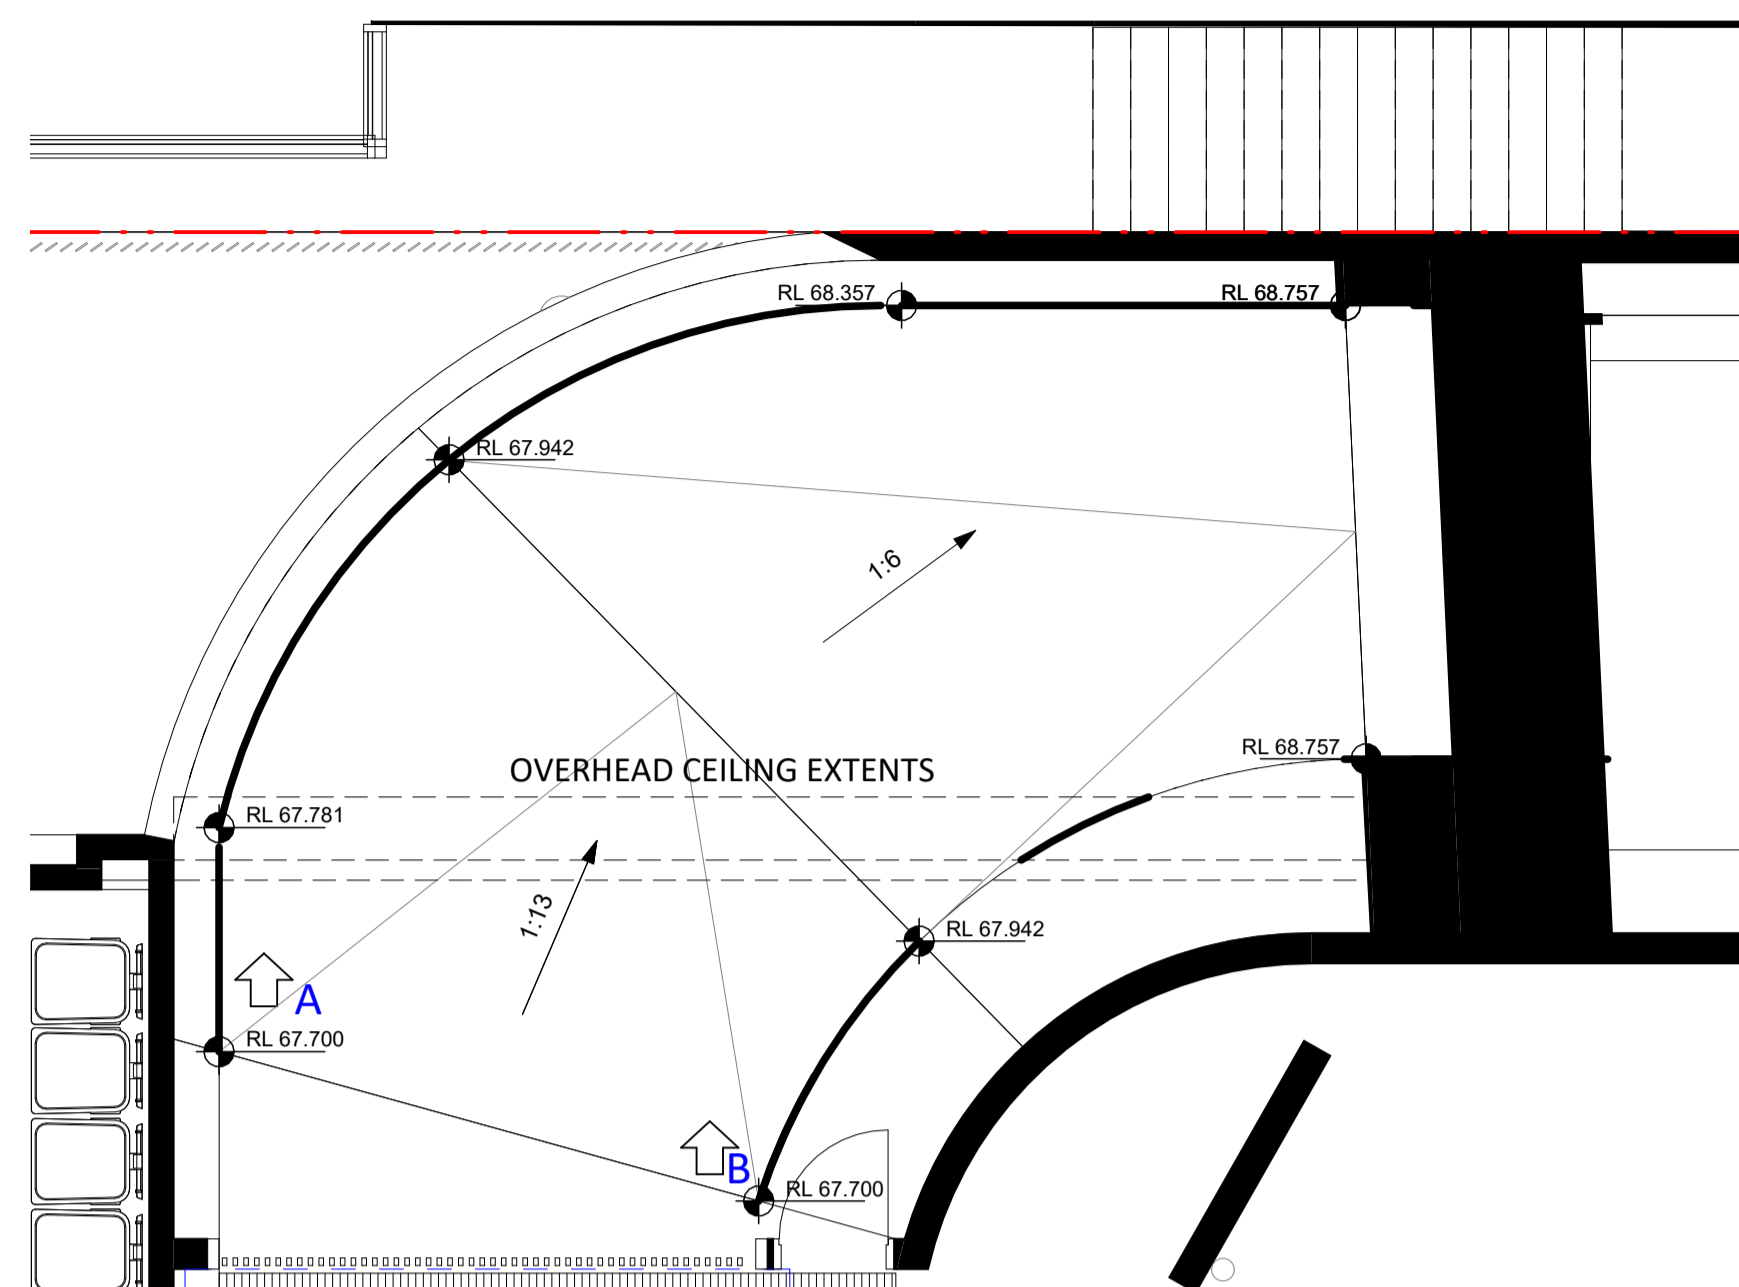 RL 68.357
RL 68.757
RL 67.942
1:6
RL 68.757
OVERHEAD CEILING EXTENTS
RL 67.781
1:13
RL 67.942
A
RL 67.700
B
RL 67.700